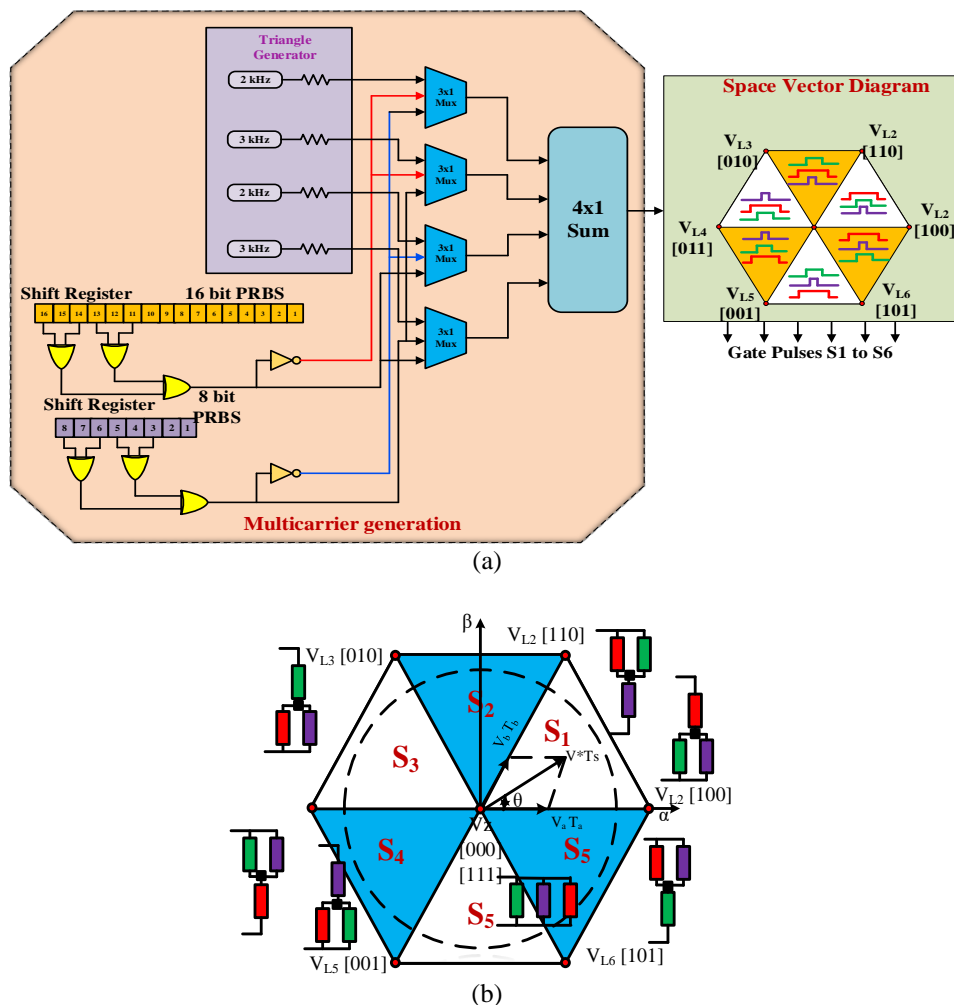 Triangle
Generator
2 kHz
3 kHz
2 kHz
3 kHz
3x1
Mux
3x1
Mux
3x1
Mux
3x1
Mux
4x1
Sum
Shift Register
16 bit PRBS
16 15 14 13 12 11 10 9 8 7 6 5 4 3 2 1
8 bit
PRBS
Shift Register
8 7 6 5 4 3 2 1
Multicarrier generation
Space Vector Diagram
VL3
[010]
VL2
[110]
VL4
[011]
VL2
[100]
VL5
[001]
VL6
[101]
Gate Pulses S1 to S6
(a)
β
VL3 [010]
VL2 [110]
S2
S1
S3
Vb Tb
V*Ts
θ
VL2 [100]
Vz
Va Ta
α
[000]
S4
S5
[111]
S5
VL5 [001]
VL6 [101]
(b)